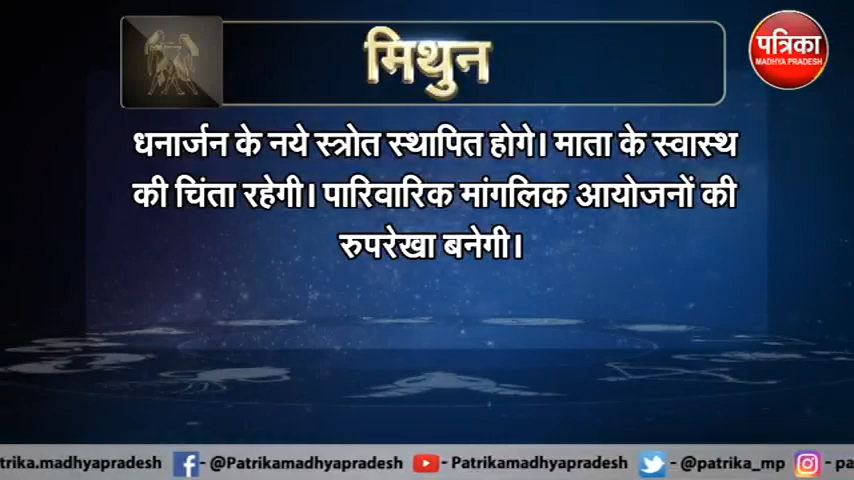 मिथुन
पत्रिका
MADHYA PRADESH
धनार्जन के नये स्त्रोत स्थापित होगे। माता के स्वास्थ
की चिंता रहेगी। पारिवारिक मांगलिक आयोजनों की
रुपरेखा बनेगी।
trika.madhyapradesh - @Patrikamadhyapradesh - Patrikamadhyapradesh - @patrika_mp - pa